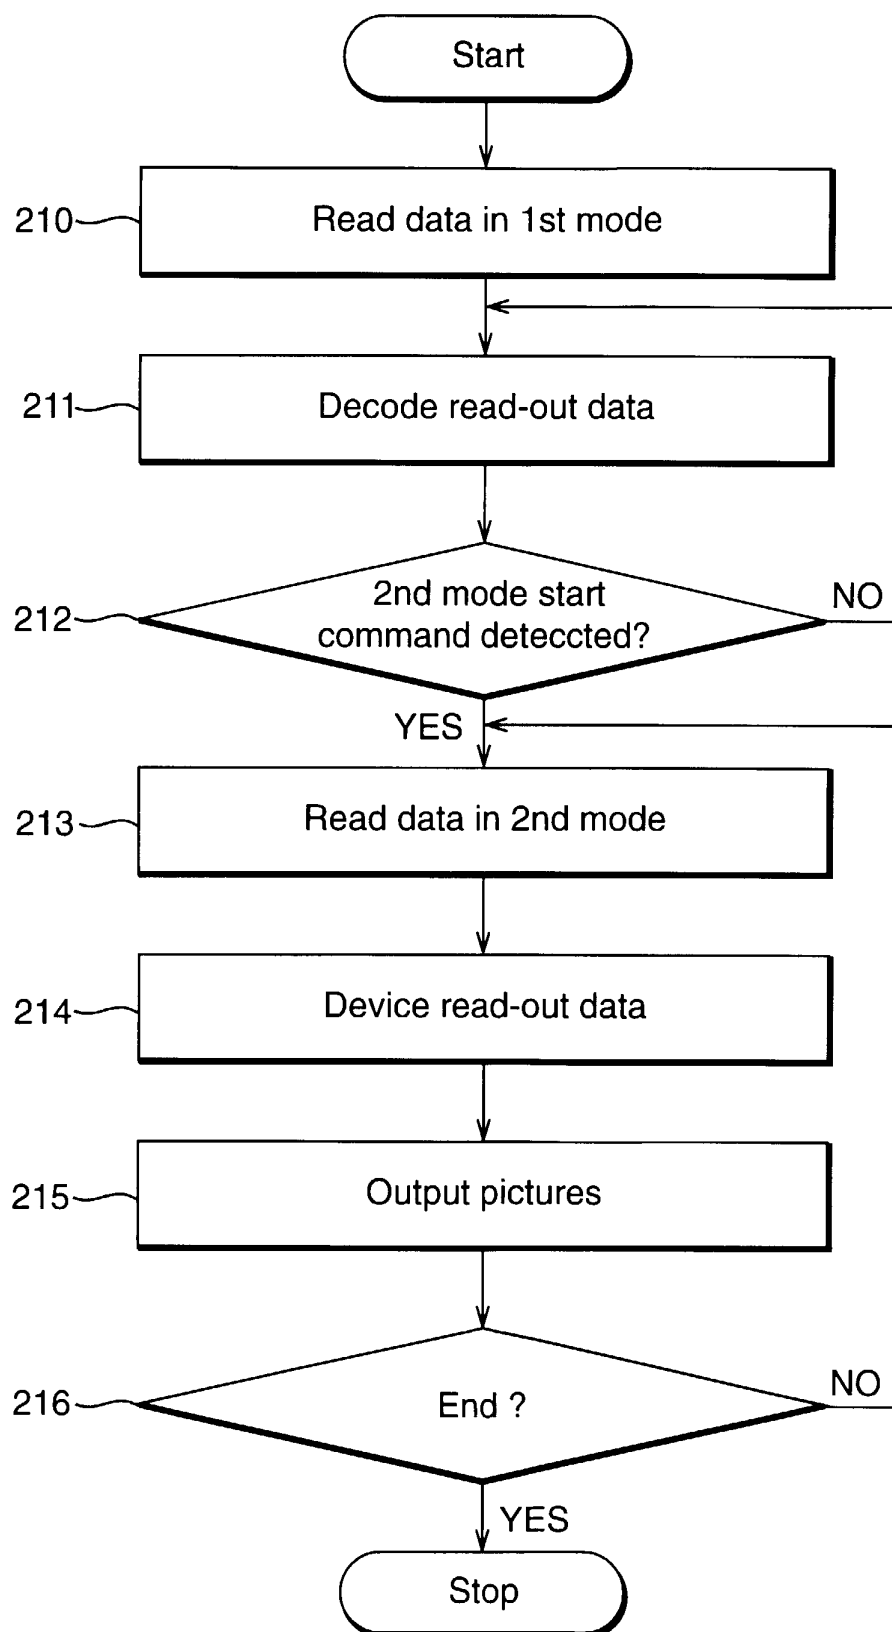 Start
210
Read data in 1st mode
211
Decode read-out data
212
2nd mode start
command deteccted?
NO
YES
213
Read data in 2nd mode
214
Device read-out data
215
Output pictures
216
End ?
NO
YES
Stop